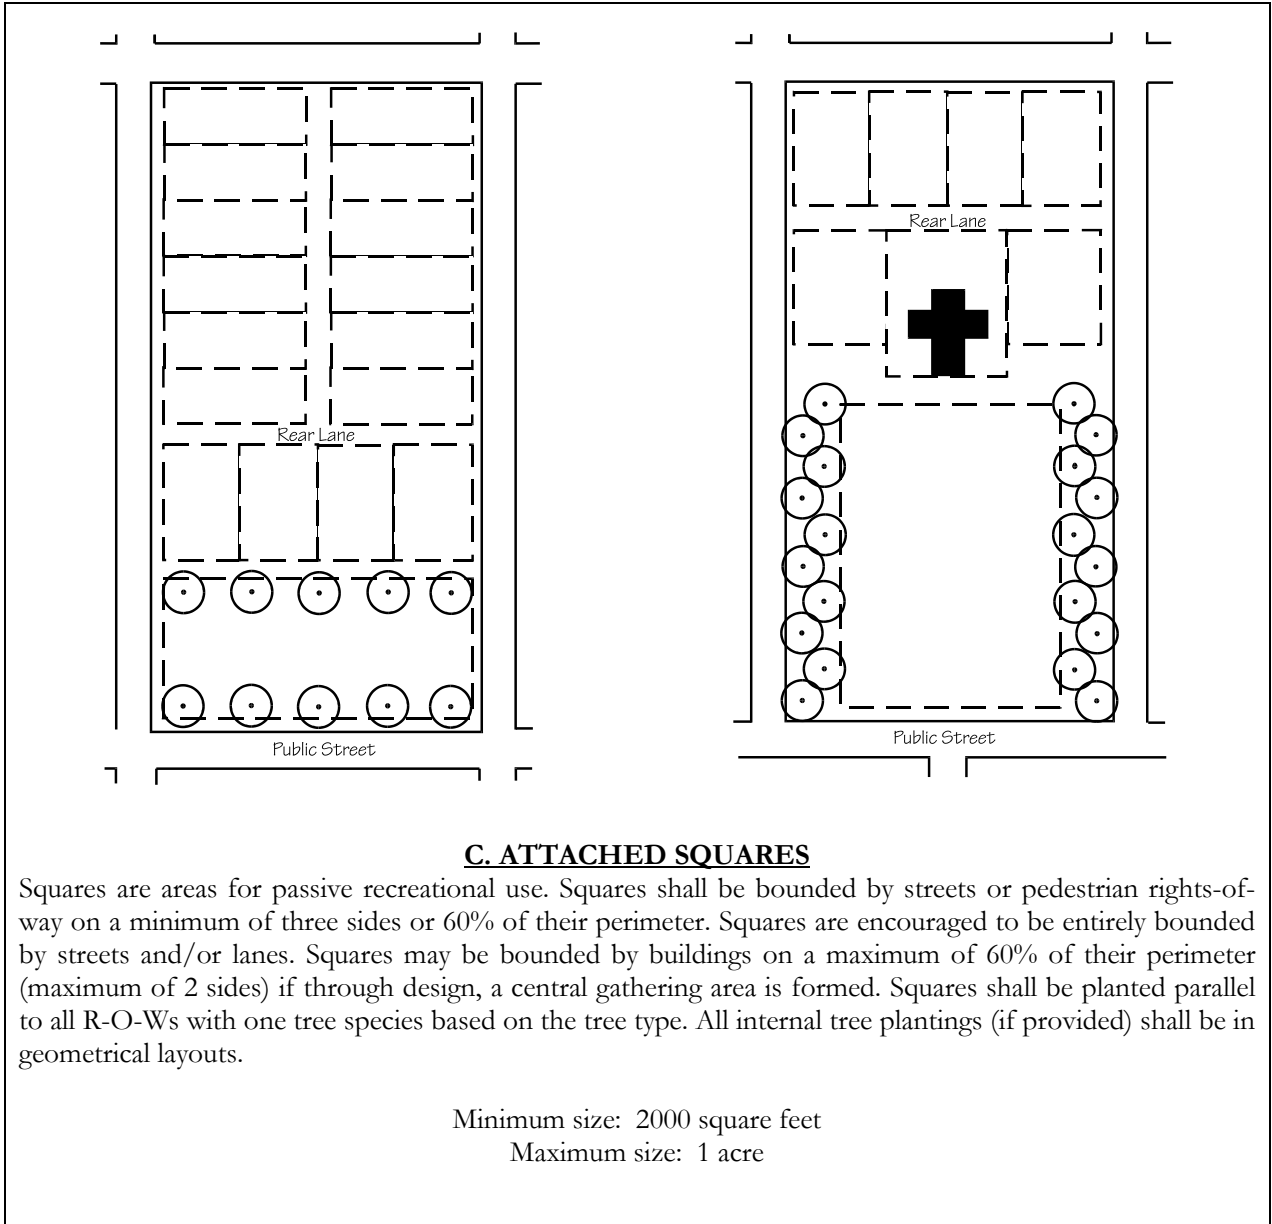 Rear Lane
Rear Lane
Public Street
Public Street
C. ATTACHED SQUARES
Squares are areas for passive recreational use. Squares shall be bounded by streets or pedestrian rights-of-
way on a minimum of three sides or 60% of their perimeter. Squares are encouraged to be entirely bounded
by streets and/or lanes. Squares may be bounded by buildings on a maximum of 60% of their perimeter
(maximum of 2 sides) if through design, a central gathering area is formed. Squares shall be planted parallel
to all R-O-Ws with one tree species based on the tree type. All internal tree plantings (if provided) shall be in
geometrical layouts.
Minimum size: 2000 square feet
Maximum size: 1 acre